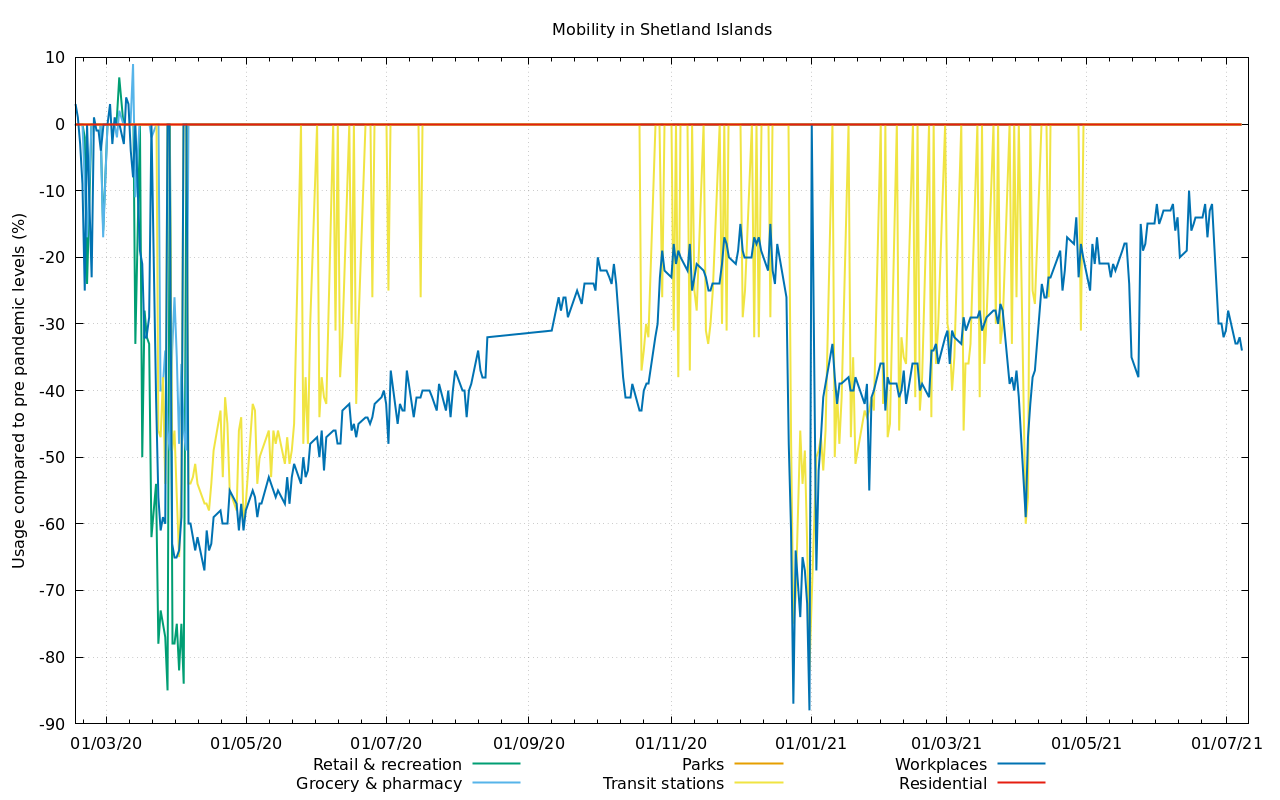 Mobility in Shetland Islands
Usage compared to pre pandemic levels (%)
10
0
-10
-20
-30
-40
-50
-60
-70
-80
-90
01/03/20 01/05/20 01/07/20 01/09/20 01/11/20 01/01/21 01/03/21 01/05/21 01/07/21
Retail & recreation Parks Workplaces
Grocery & pharmacy Transit stations Residential